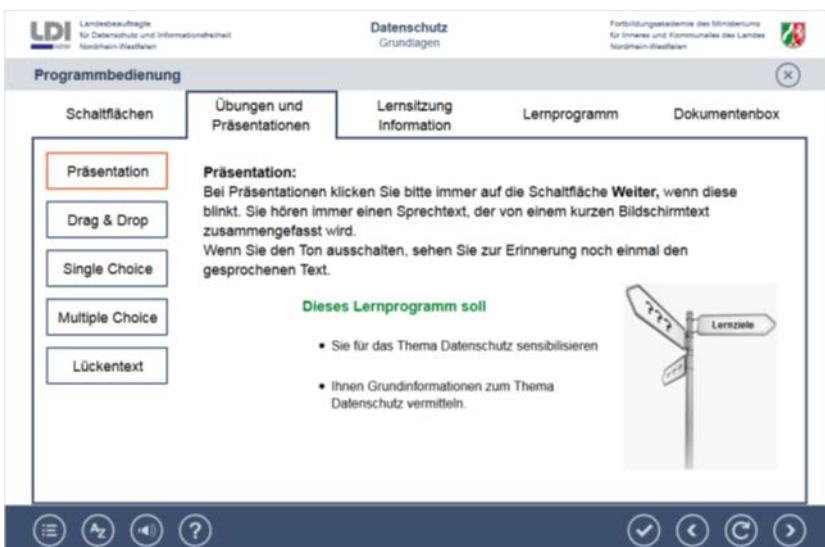 LDI
Landesbeauftragte
für Datenschutz und Informationsfreiheit
Nordrhein-Westfalen
Datenschutz
Grundlagen
Fortbildungsakademie des Ministeriums
für Inneres und Kommunales des Landes
Nordrhein-Westfalen
Programmbedienung
Schaltflächen
Übungen und
Präsentationen
Lernsitzung
Information
Lernprogramm
Dokumentenbox
Präsentation
Drag & Drop
Single Choice
Multiple Choice
Lückentext
Präsentation:
Bei Präsentationen klicken Sie bitte immer auf die Schaltfläche Weiter, wenn diese
blinkt. Sie hören immer einen Sprechtext, der von einem kurzen Bildschirmtext
zusammengefasst wird.
Wenn Sie den Ton ausschalten, sehen Sie zur Erinnerung noch einmal den
gesprochenen Text.
Dieses Lernprogramm soll
• Sie für das Thema Datenschutz sensibilisieren
• Ihnen Grundinformationen zum Thema
Datenschutz vermitteln.
???
Lernziele
???
AZ
?